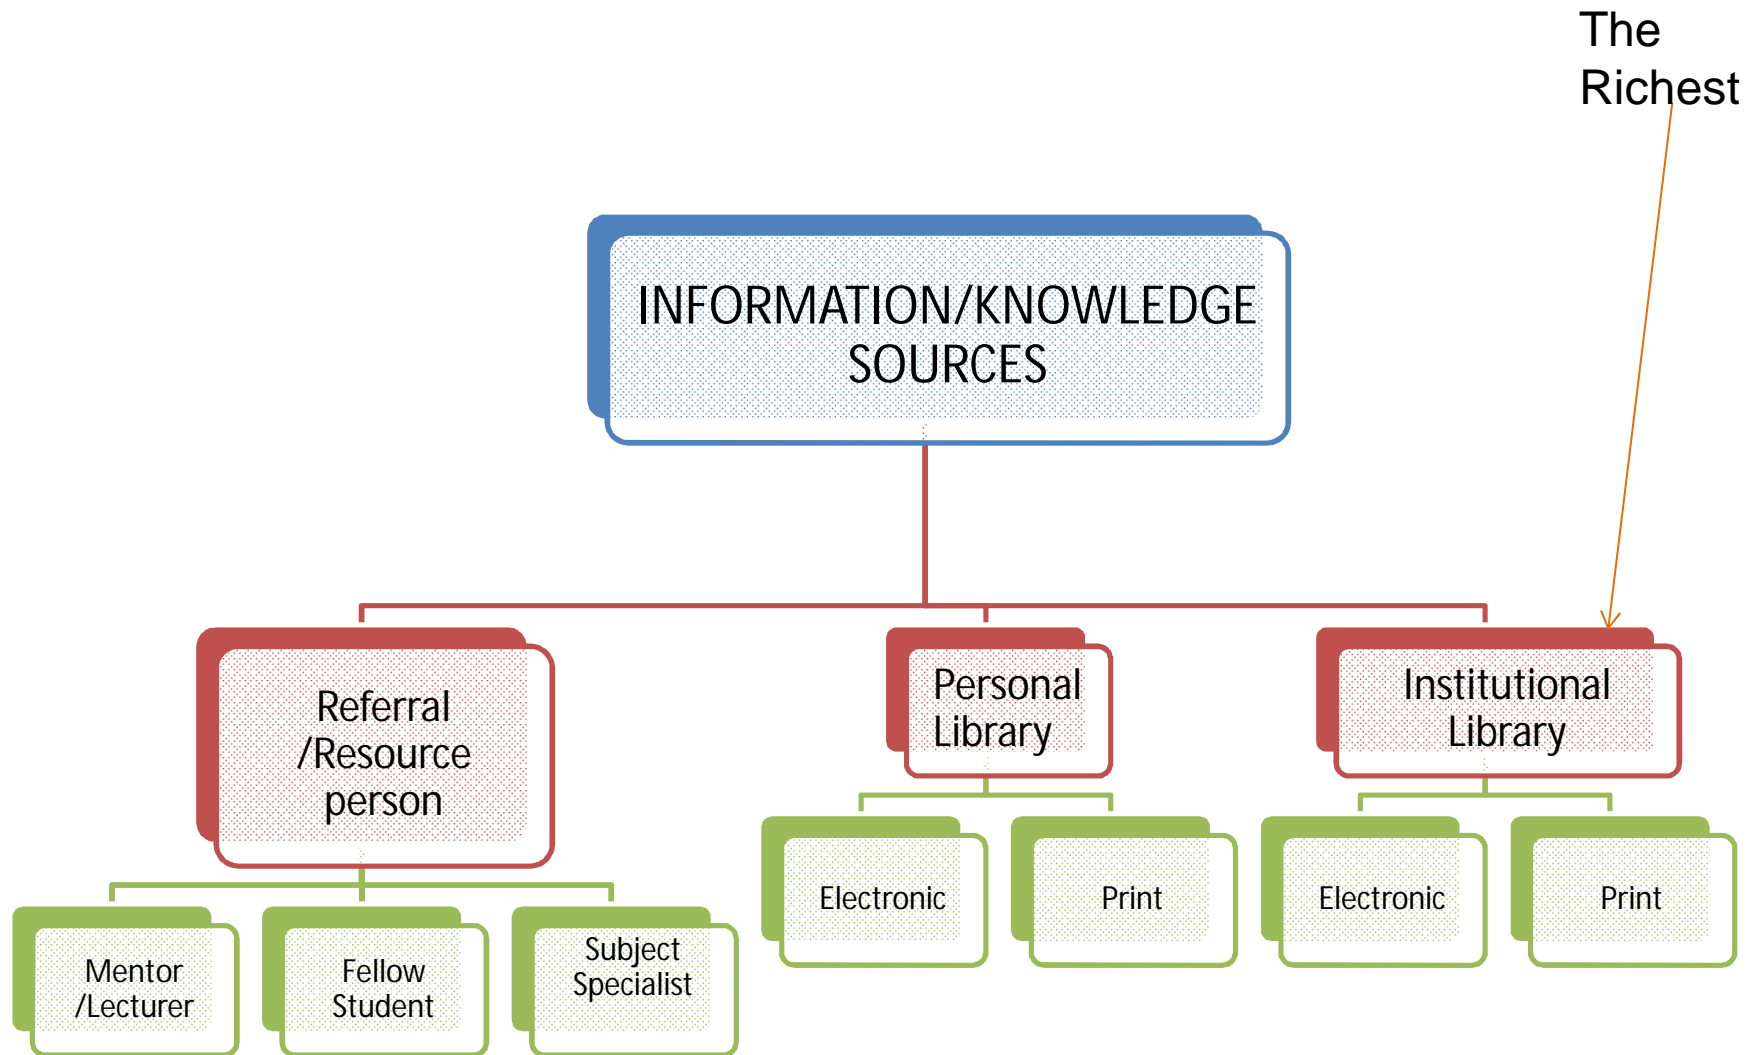 The
Richest
INFORMATION/KNOWLEDGE
SOURCES
Referral
/Resource
person
Personal
Library
Institutional
Library
Electronic
Print
Electronic
Print
Mentor
/Lecturer
Fellow
Student
Subject
Specialist